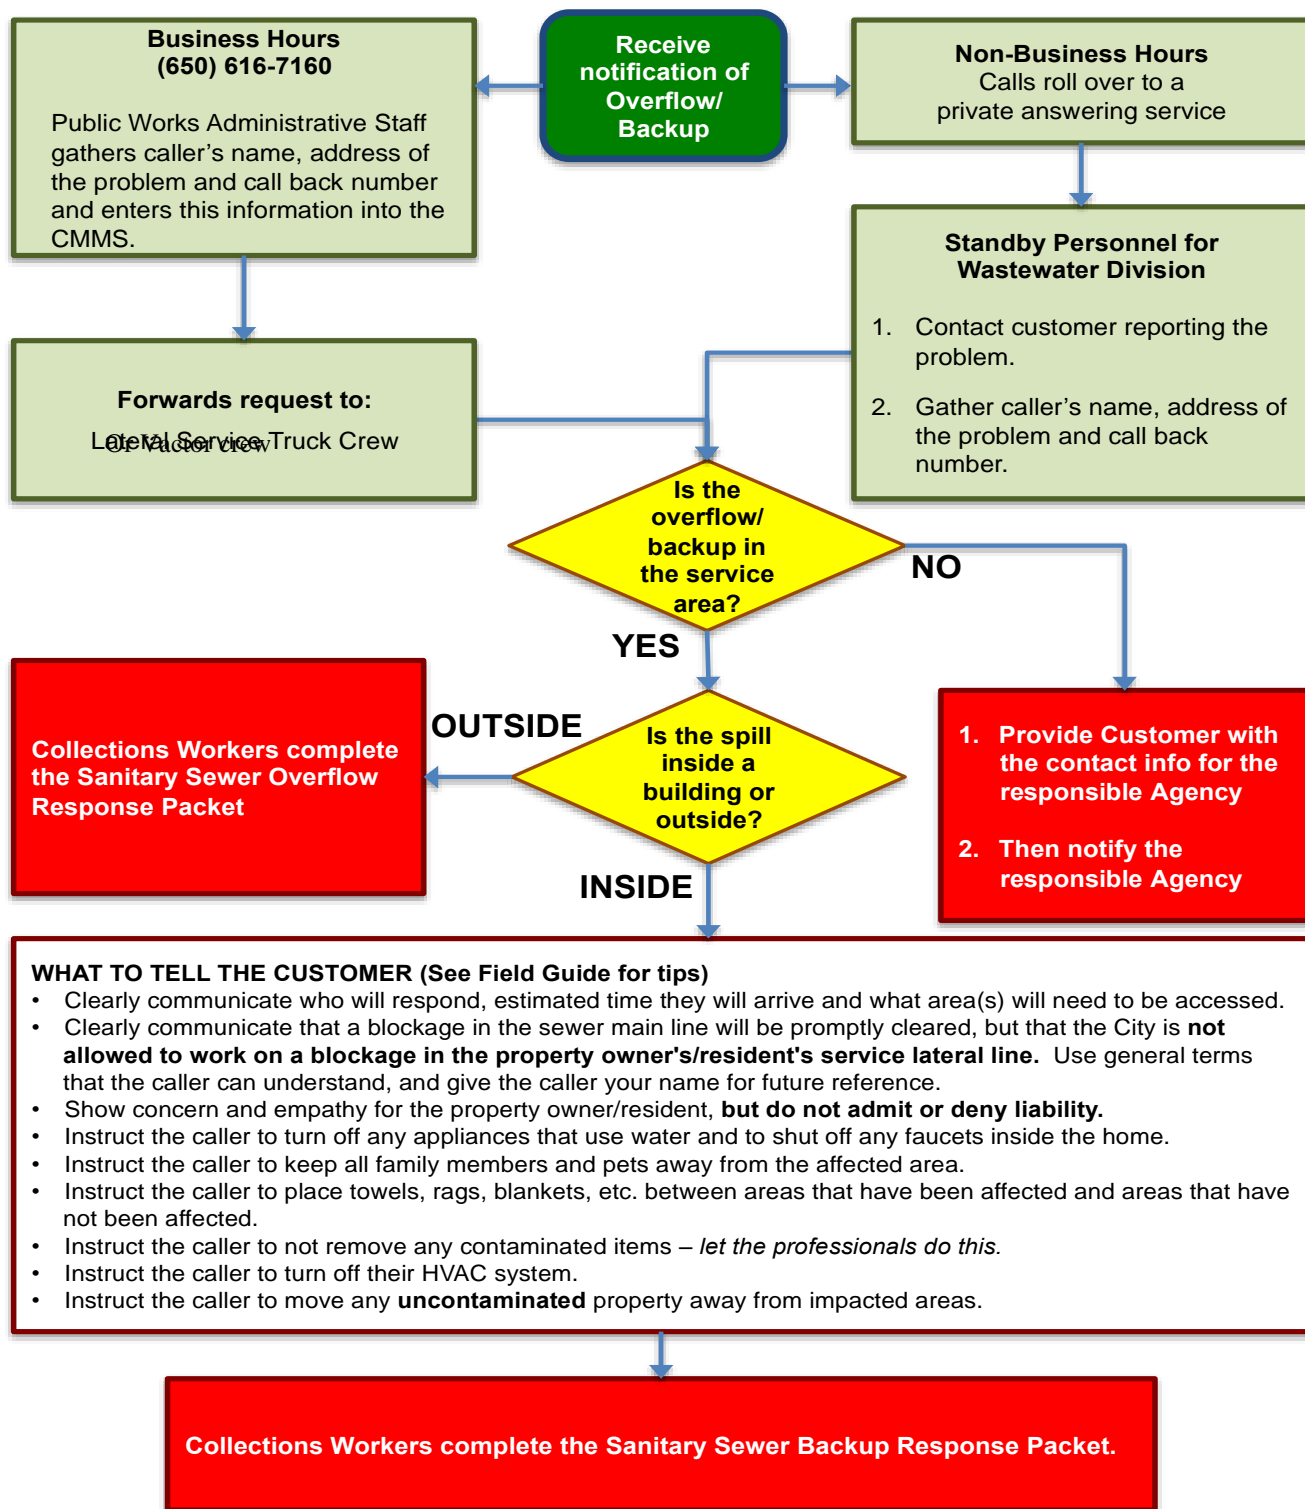 Receive
notification of
Overflow/
Backup
Business Hours
(650) 616-7160
Public Works Administrative Staff
gathers caller's name, address of
the problem and call back number
and enters this information into the
CMMS.
Non-Business Hours
Calls roll over to a
private answering service
Standby Personnel for
Wastewater Division
1. Contact customer reporting the
problem.
2. Gather caller's name, address of
the problem and call back
number.
Forwards request to:
Lateral Service Truck Crew
Or Vactor crew
Is the
overflow/
backup in
the service
area?
NO
YES
Is the spill
inside a
building or
outside?
OUTSIDE
INSIDE
Collections Workers complete
the Sanitary Sewer Overflow
Response Packet
1. Provide Customer with
the contact info for the
responsible Agency
2. Then notify the
responsible Agency
WHAT TO TELL THE CUSTOMER (See Field Guide for tips)
• Clearly communicate who will respond, estimated time they will arrive and what area(s) will need to be accessed.
• Clearly communicate that a blockage in the sewer main line will be promptly cleared, but that the City is not
allowed to work on a blockage in the property owner's/resident's service lateral line. Use general terms
that the caller can understand, and give the caller your name for future reference.
• Show concern and empathy for the property owner/resident, but do not admit or deny liability.
• Instruct the caller to turn off any appliances that use water and to shut off any faucets inside the home.
• Instruct the caller to keep all family members and pets away from the affected area.
• Instruct the caller to place towels, rags, blankets, etc. between areas that have been affected and areas that have
not been affected.
• Instruct the caller to not remove any contaminated items – let the professionals do this.
• Instruct the caller to turn off their HVAC system.
• Instruct the caller to move any uncontaminated property away from impacted areas.
Collections Workers complete the Sanitary Sewer Backup Response Packet.